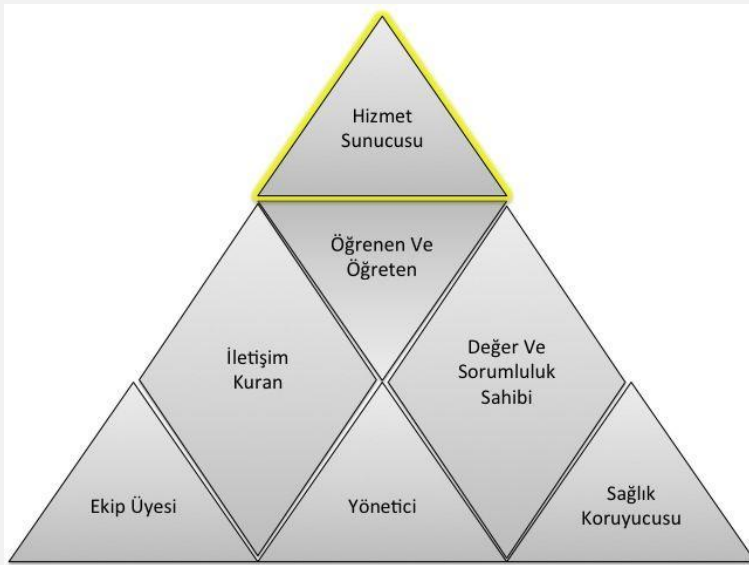 Hizmet
Sunucusu
Öğrenen Ve
Öğreten
İletişim
Kuran
Değer Ve
Sorumluluk
Sahibi
Ekip Üyesi
Yönetici
Sağlık
Koruyucusu